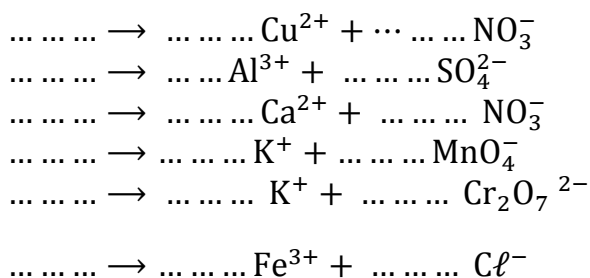 … … … ⟶ … … … Cu²⁺ + ⋯ … … NO₃⁻
… … … ⟶ … … … Al³⁺ + … … … SO₄²⁻
… … … ⟶ … … … Ca²⁺ + … … … NO₃⁻
… … … ⟶ … … … K⁺ + … … … MnO₄⁻
… … … ⟶ … … … K⁺ + … … … Cr₂O₇ ²⁻
… … … ⟶ … … … Fe³⁺ + … … … Cℓ⁻